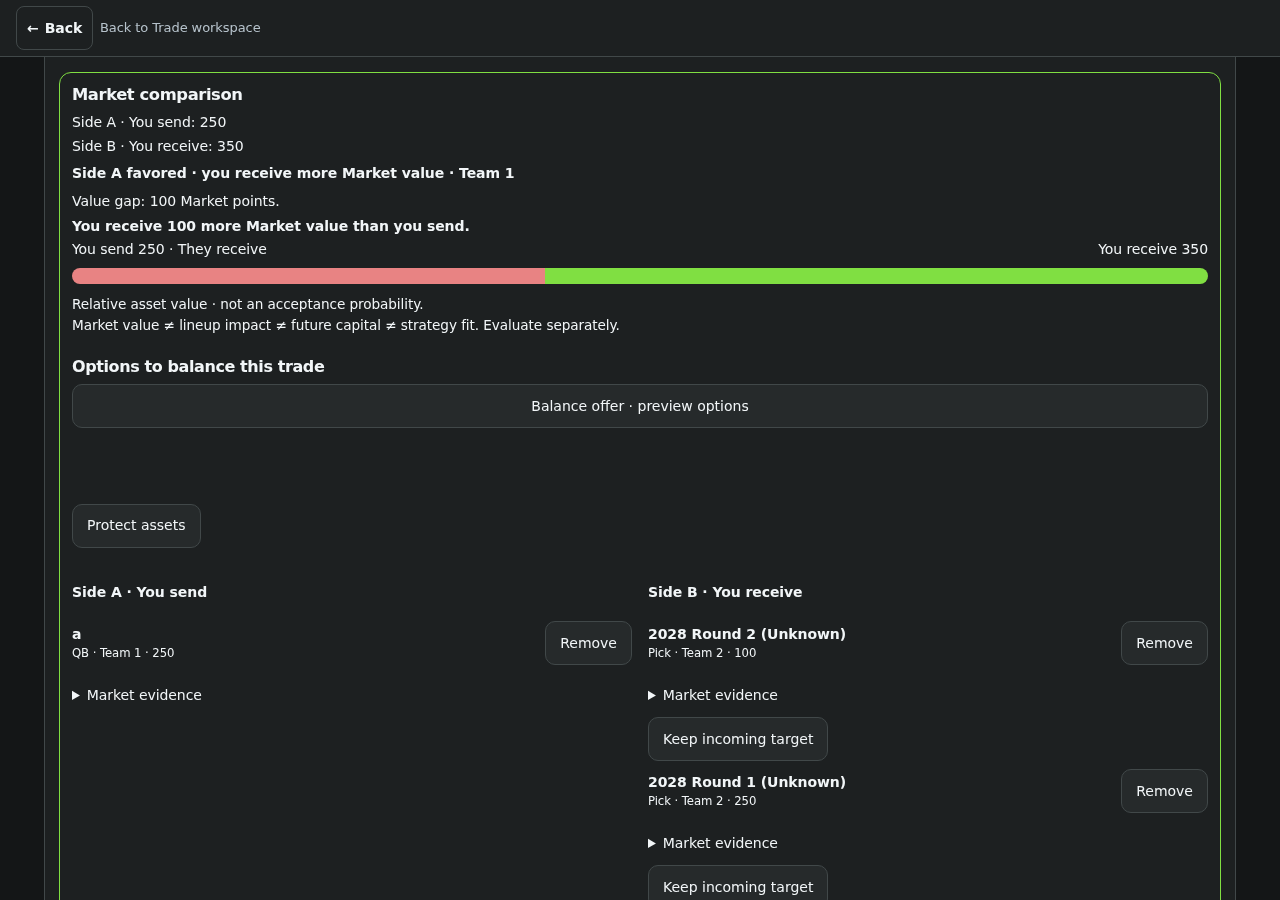 ← Back
Back to Trade workspace
Market comparison
Side A · You send: 250
Side B · You receive: 350
Side A favored · you receive more Market value · Team 1
Value gap: 100 Market points.
You receive 100 more Market value than you send.
You send 250 · They receive
You receive 350
Relative asset value · not an acceptance probability.
Market value ≠ lineup impact ≠ future capital ≠ strategy fit. Evaluate separately.
Options to balance this trade
Balance offer · preview options
Protect assets
Side A · You send
a
QB · Team 1 · 250
Remove
▶ Market evidence
Side B · You receive
2028 Round 2 (Unknown)
Pick · Team 2 · 100
Remove
▶ Market evidence
Keep incoming target
2028 Round 1 (Unknown)
Pick · Team 2 · 250
Remove
▶ Market evidence
Keep incoming target